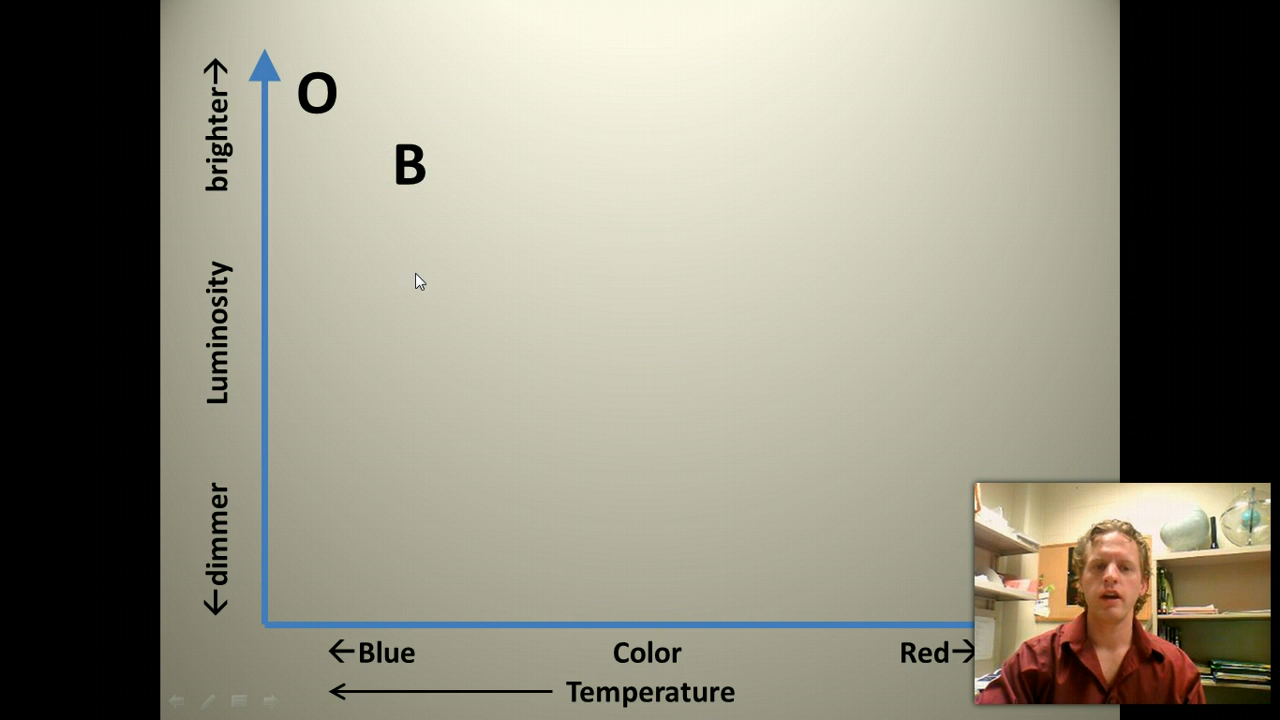 O
B
brighter→
Luminosity
←dimmer
←Blue
Color
Red→
Temperature